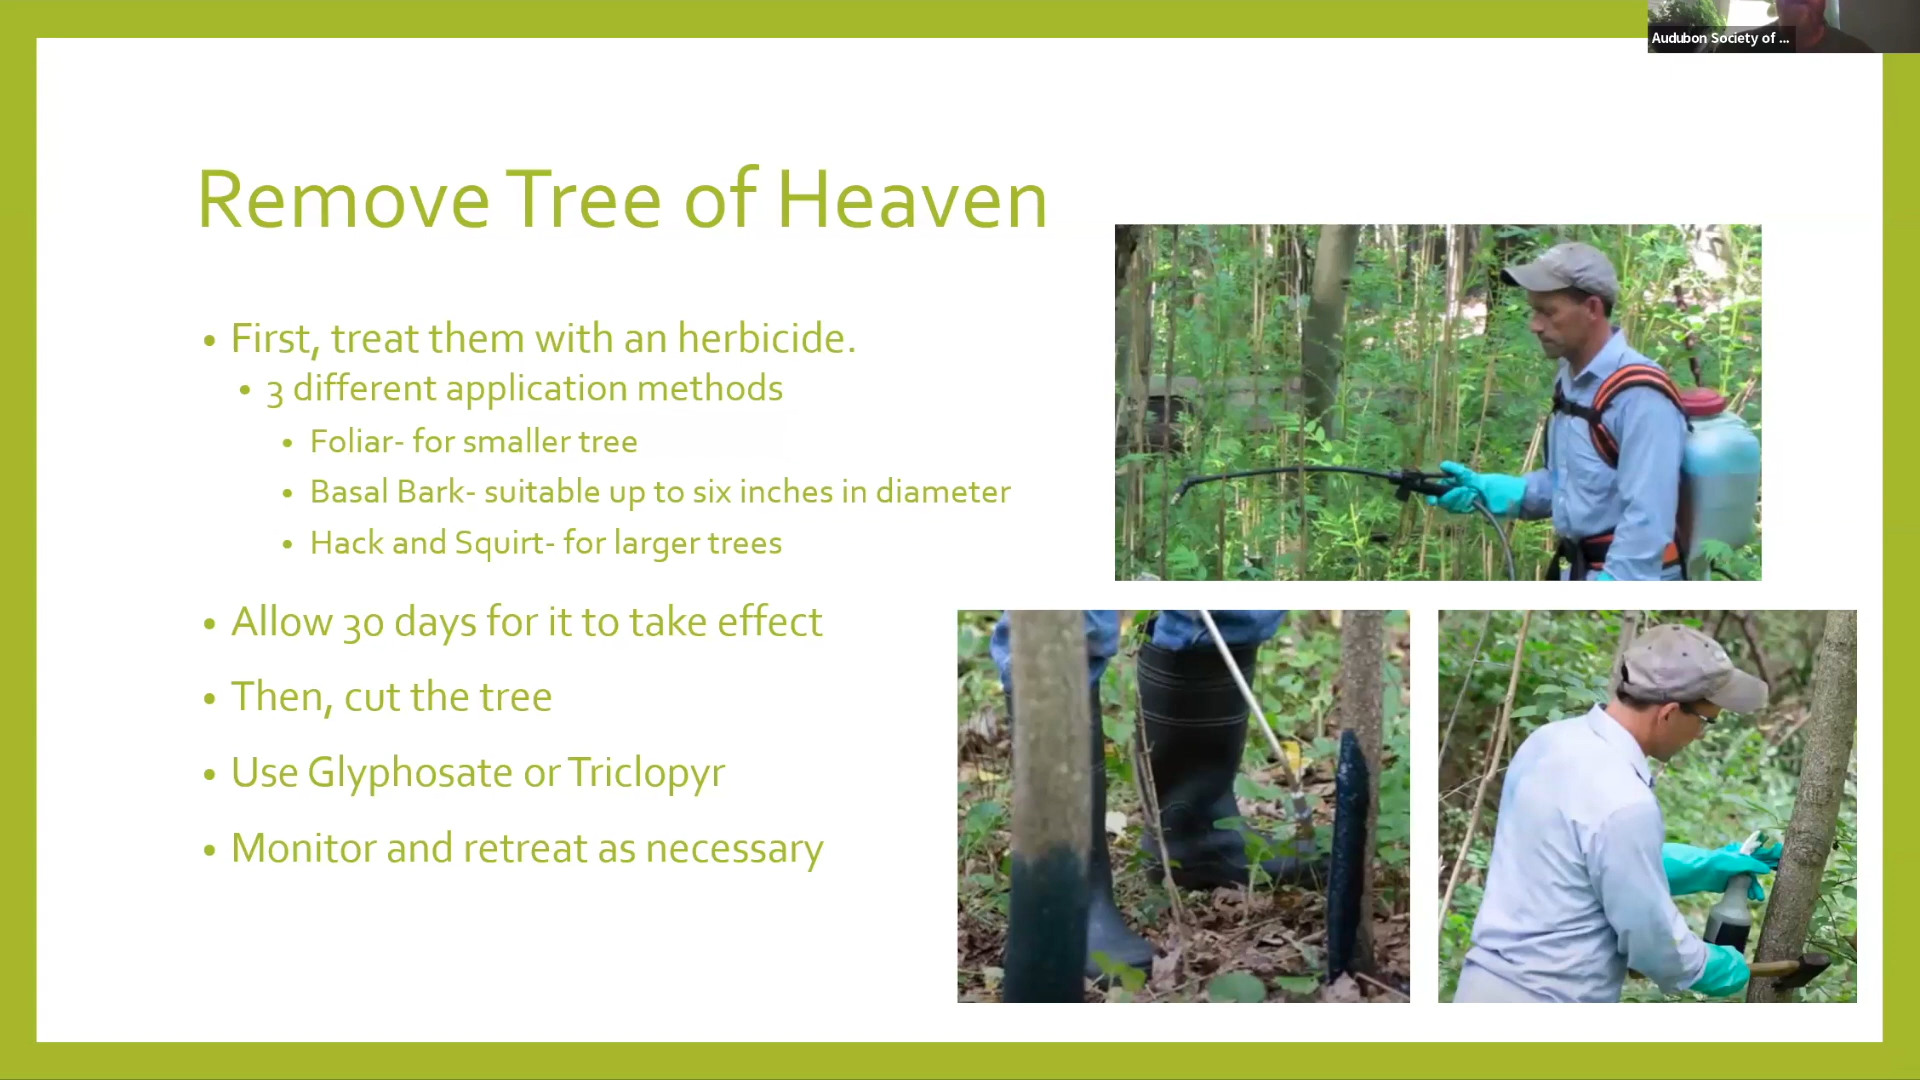 Audubon Society of ...
Remove Tree of Heaven
• First, treat them with an herbicide.
• 3 different application methods
• Foliar- for smaller tree
• Basal Bark- suitable up to six inches in diameter
• Hack and Squirt- for larger trees
• Allow 30 days for it to take effect
• Then, cut the tree
• Use Glyphosate or Triclopyr
• Monitor and retreat as necessary